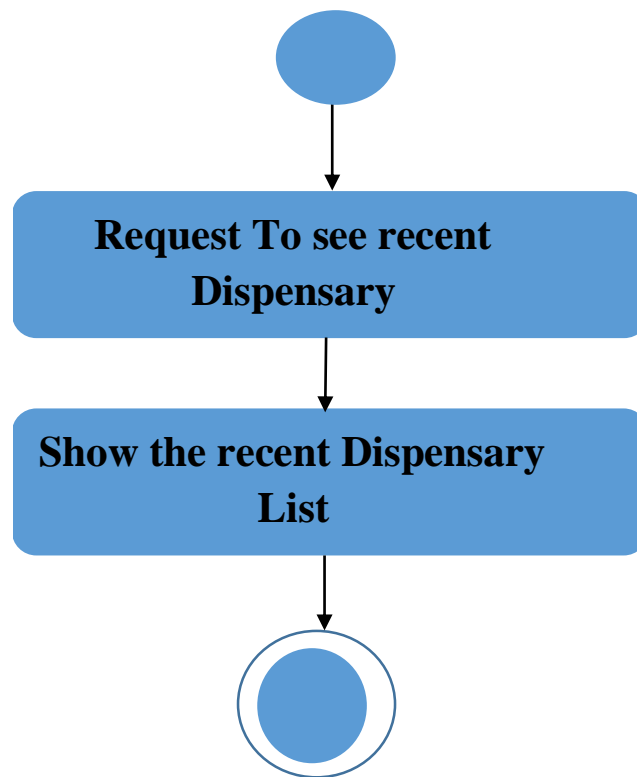 Request To see recent
Dispensary
Show the recent Dispensary
List